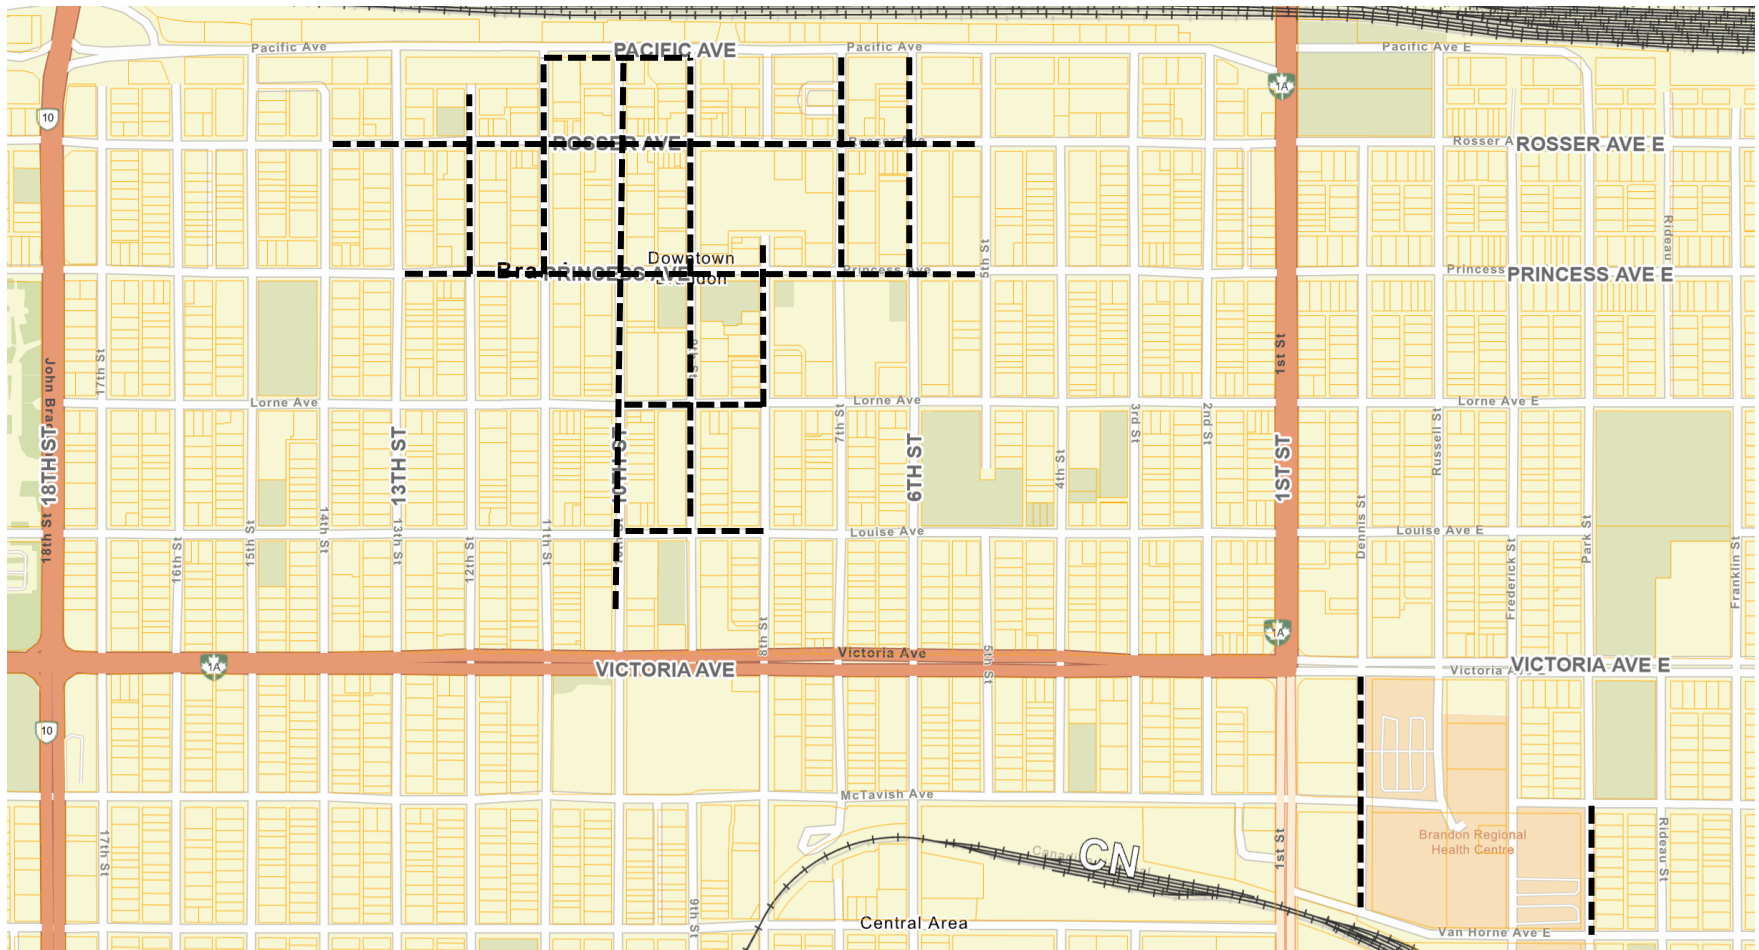 Pacific Ave
PACIFIC AVE
Pacific Ave
Pacific Ave E
1A
10
ROSSER AVE
Rosser Ave
Rosser A
ROSSER AVE E
Rideau
5th St
Downtown
PRINCESS AVE
Princess Ave
Princess
PRINCESS AVE E
17th St
John Bra
1st St
Lorne Ave
Lorne Ave
Lorne Ave E
18TH ST
13TH ST
10TH ST
7th St
6TH ST
4th St
3rd St
2nd St
1ST ST
Russell St
18th St
16th St
15th St
14th St
13th St
12th St
11th St
Louise Ave
Louise Ave E
Dennis St
Frederick St
Park St
Franklin St
8th St
5th St
1A
1A
VICTORIA AVE
Victoria Ave
VICTORIA AVE E
10
McTavish Ave
17th St
9th St
CN
1st St
Brandon Regional
Health Centre
Rideau St
Central Area
Van Horne Ave E